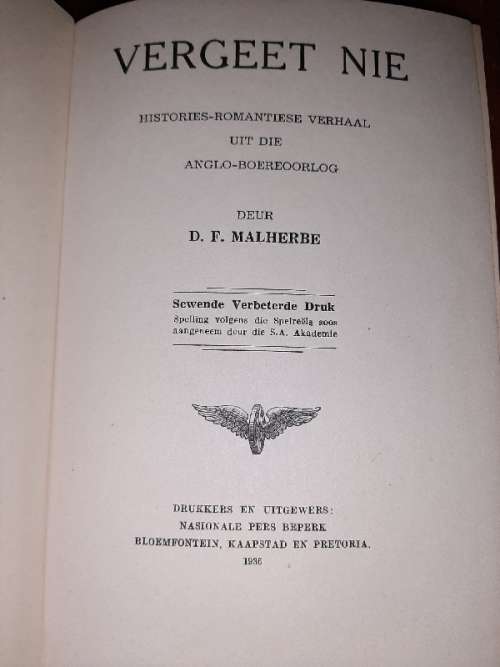 VERGEET NIE
HISTORIES-ROMANTIESE VERHAAL
UIT DIE
ANGLO-BOEREOORLOG
DEUR
D. F. MALHERBE
Sewende Verbeterde Druk
Spelling volgens die Spelreëls soos
aangeneem deur die S.A. Akademie
DRUKKERS EN UITGEWERS:
NASIONALE PERS BEPERK
BLOEMFONTEIN, KAAPSTAD EN PRETORIA.
1936